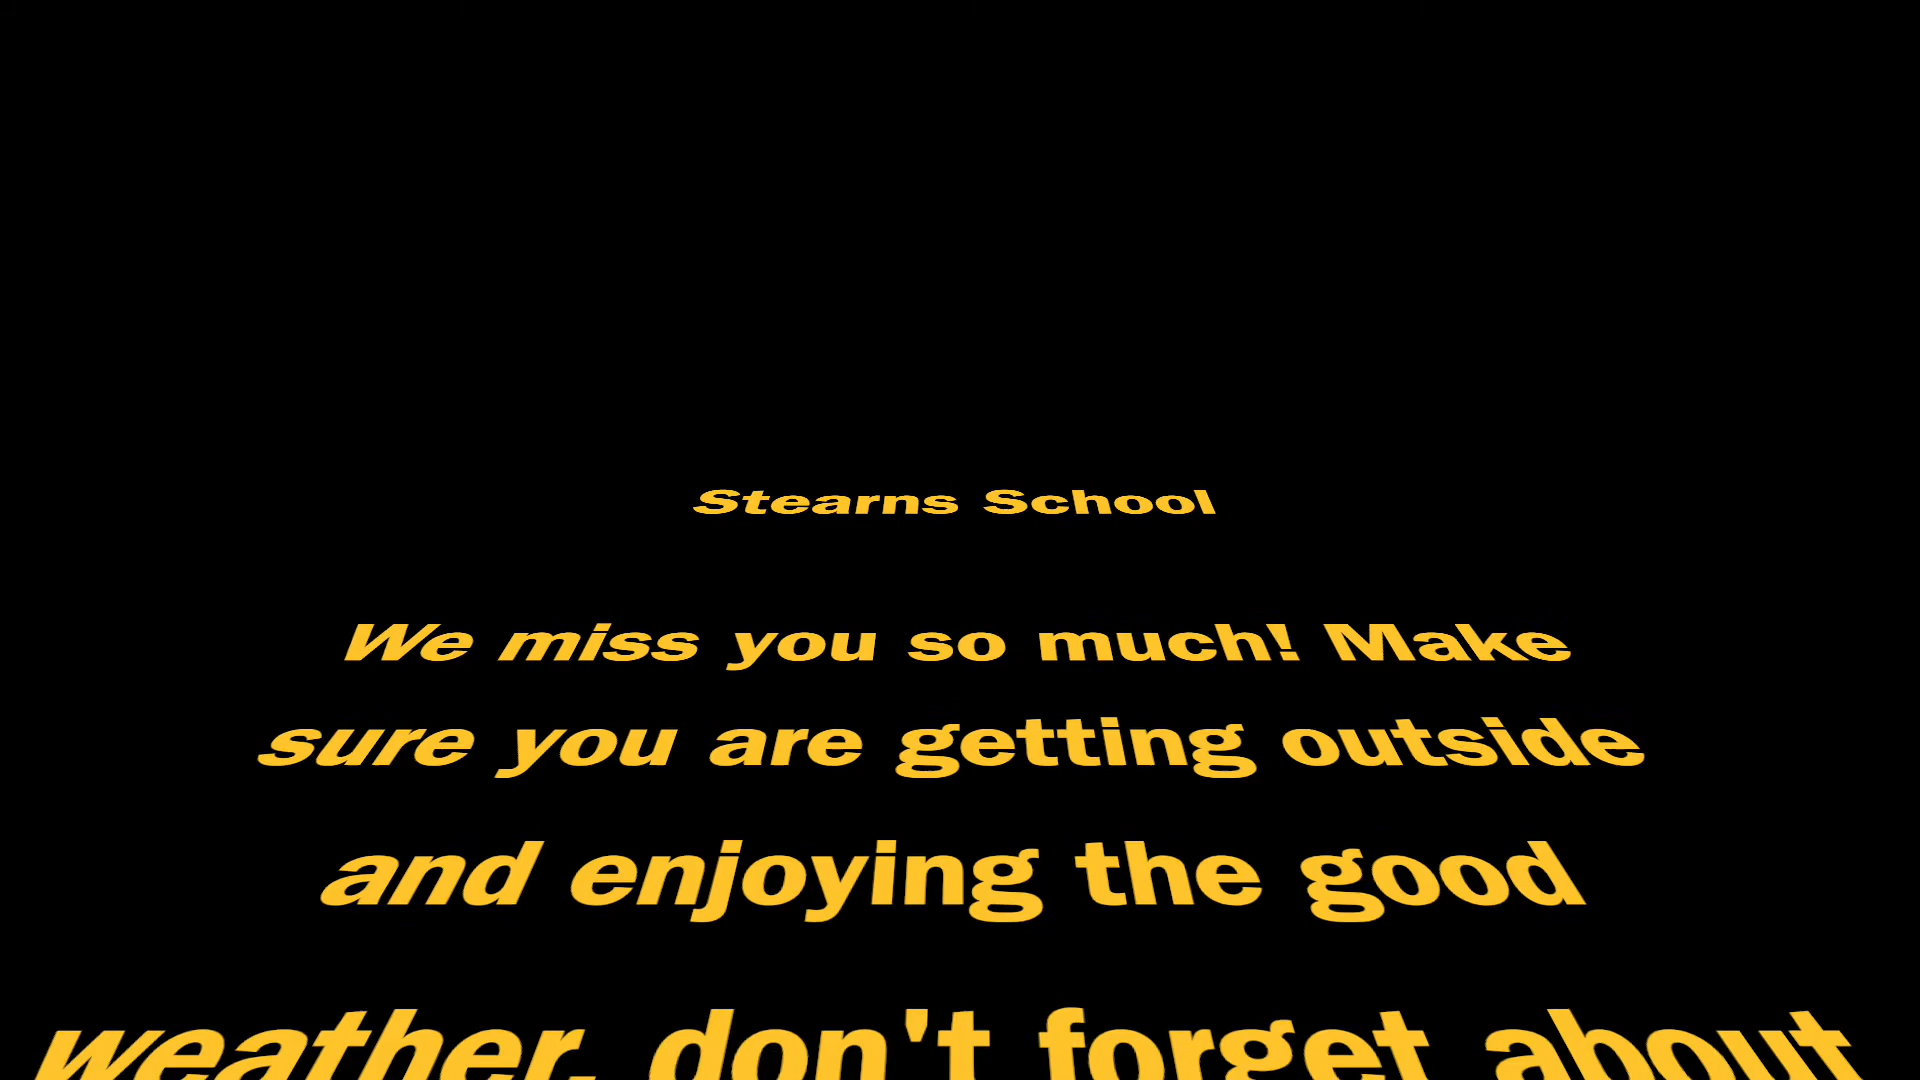 Stearns School
We miss you so much! Make
sure you are getting outside
and enjoying the good
weather, don't forget about